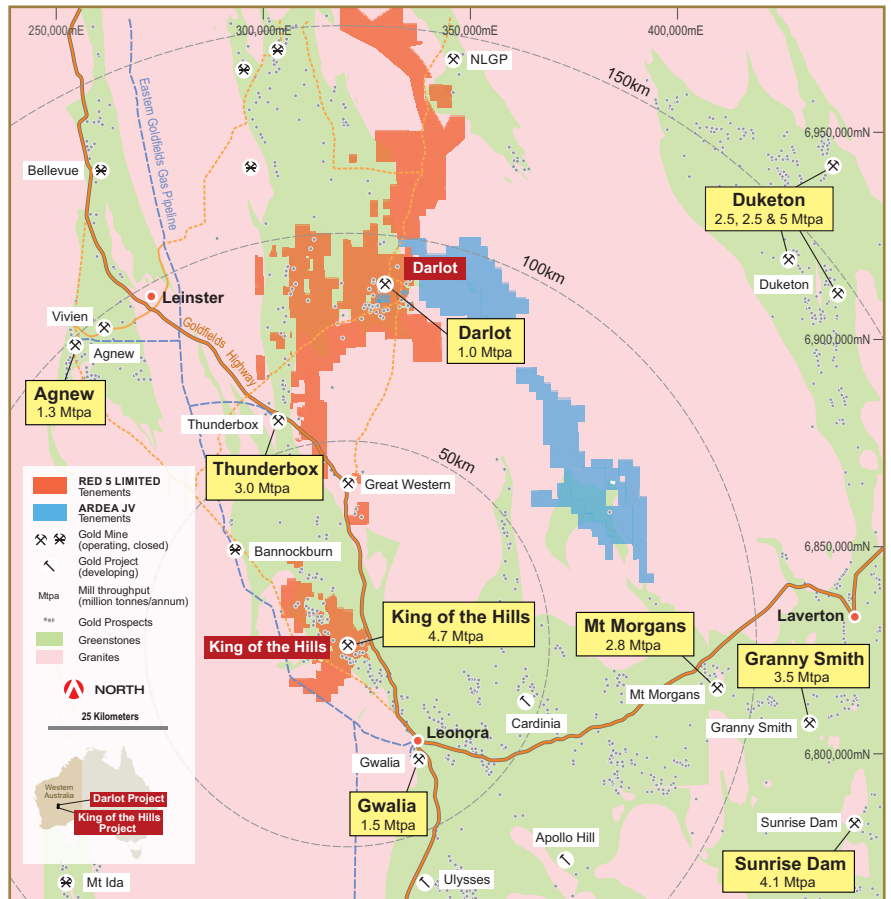 250,000mE
300,000mE
350,000mE
400,000mE
NLGP
150km
6,950,000mN
Bellevue
Eastern Goldfields Gas Pipeline
Duketon
2.5, 2.5 & 5 Mtpa
Duketon
Darlot
100km
Leinster
Vivien
Agnew
Goldfields Highway
Darlot
1.0 Mtpa
6,900,000mN
Agnew
1.3 Mtpa
Thunderbox
Thunderbox
3.0 Mtpa
50km
Great Western
RED 5 LIMITED
Tenements
ARDEA JV
Tenements
Gold Mine
(operating, closed)
Gold Project
(developing)
Mtpa
Mill throughput
(million tonnes/annum)
Gold Prospects
Greenstones
Granites
NORTH
25 Kilometers
Western
Australia
Darlot Project
King of the Hills
Project
Bannockburn
6,850,000mN
King of the Hills
King of the Hills
4.7 Mtpa
Mt Morgans
2.8 Mtpa
Laverton
Granny Smith
3.5 Mtpa
Mt Morgans
Granny Smith
Cardinia
Leonora
6,800,000mN
Gwalia
Gwalia
1.5 Mtpa
Apollo Hill
Sunrise Dam
Sunrise Dam
4.1 Mtpa
Mt Ida
Ulysses